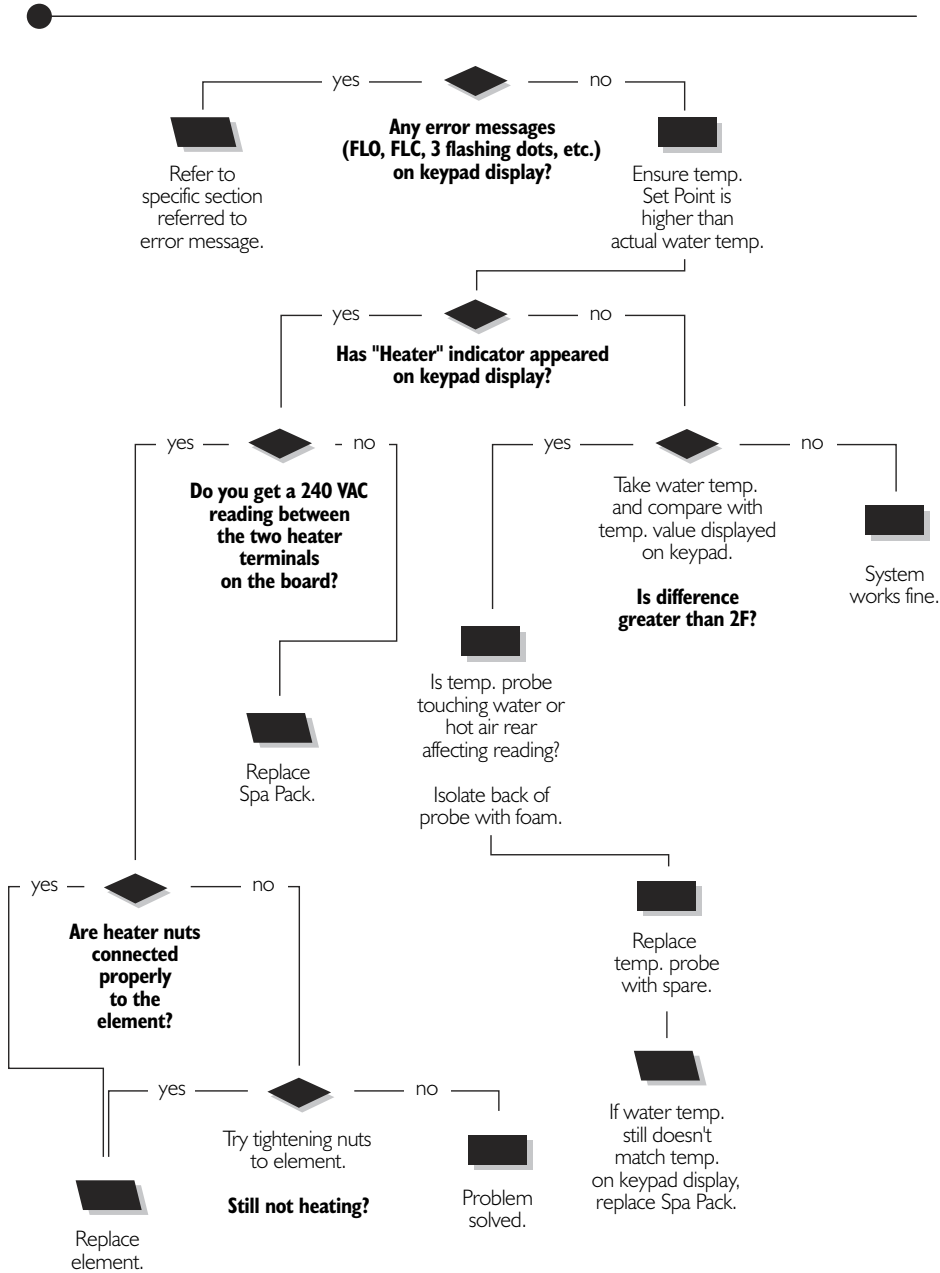 yes
no
Any error messages
(FLO, FLC, 3 flashing dots, etc.)
on keypad display?
Refer to
specific section
referred to
error message.
Ensure temp.
Set Point is
higher than
actual water temp.
yes
no
Has "Heater" indicator appeared
on keypad display?
yes
no
Do you get a 240 VAC
reading between
the two heater
terminals
on the board?
yes
no
Take water temp.
and compare with
temp. value displayed
on keypad.
Is difference
greater than 2F?
System
works fine.
Is temp. probe
touching water or
hot air rear
affecting reading?
Isolate back of
probe with foam.
Replace
Spa Pack.
yes
no
Are heater nuts
connected
properly
to the
element?
Replace
temp. probe
with spare.
yes
no
Try tightening nuts
to element.
Still not heating?
Problem
solved.
If water temp.
still doesn't
match temp.
on keypad display,
replace Spa Pack.
Replace
element.